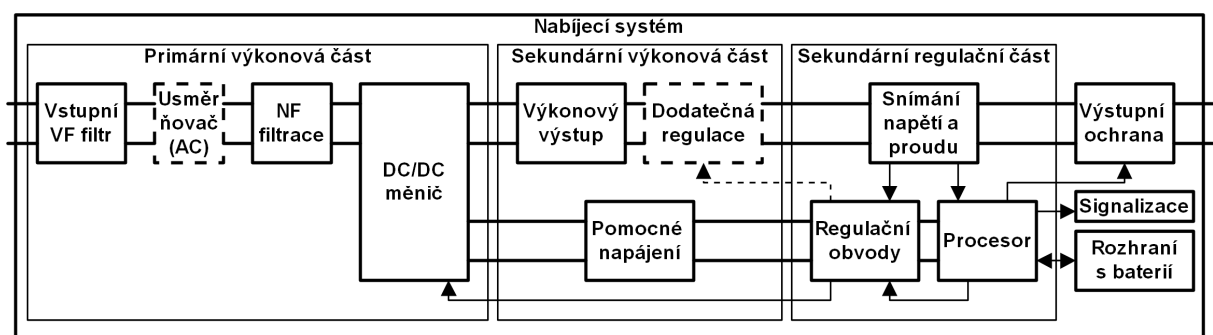 Nabíjecí systém
Primární výkonová část
Sekundární výkonová část
Sekundární regulační část
Vstupní
VF filtr
Usměr
ňovač
(AC)
NF
filtrace
DC/DC
měnič
Výkonový
výstup
Dodatečná
regulace
Snímání
napětí a
proudu
Výstupní
ochrana
Pomocné
napájení
Regulační
obvody
Procesor
Signalizace
Rozhraní
s baterií